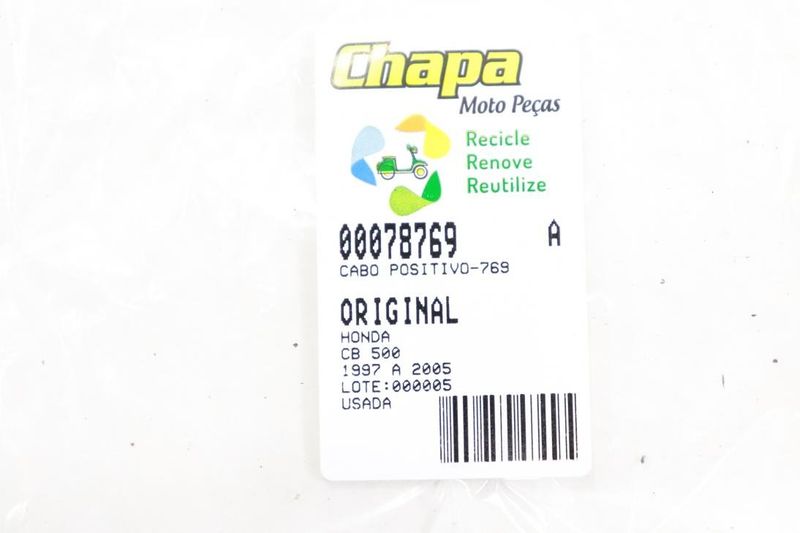 Chapa
Moto Peças
Recicle
Renove
Reutilize
00078769 A
CABO POSITIVO-769
ORIGINAL
HONDA
CB 500
1997 A 2005
LOTE:000005
USADA